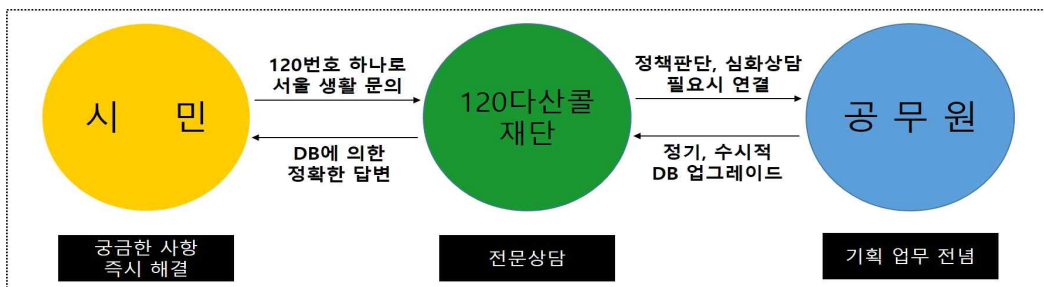 시 민
120번호 하나로
서울 생활 문의
DB에 의한
정확한 답변
120다산콜
재단
정책판단, 심화상담
필요시 연결
정기, 수시적
DB 업그레이드
공 무 원
궁금한 사항
즉시 해결
전문상담
기획 업무 전념